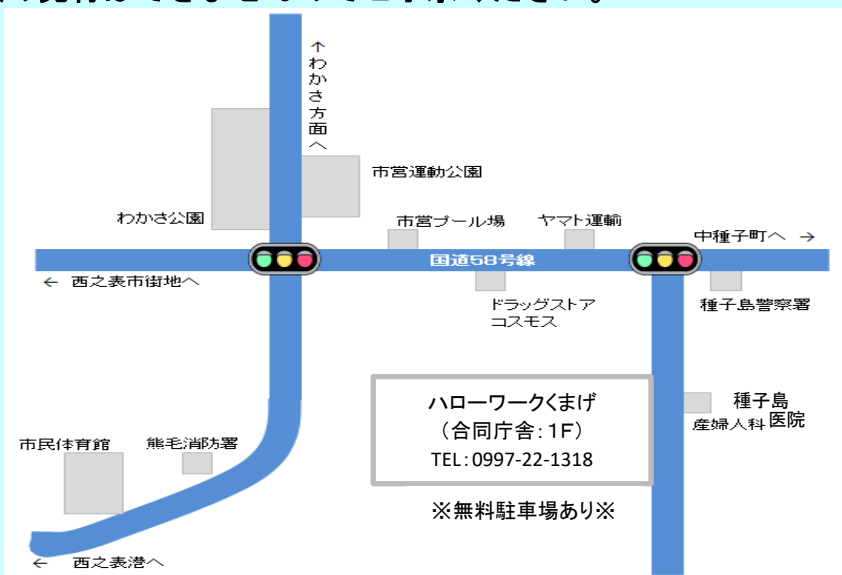 ↑わかさ方面へ
市営運動公園
わかさ公園
市営プール場
ヤマト運輸
中種子町へ →
国道58号線
← 西之表市街地へ
ドラッグストア
コスモス
種子島警察署
ハローワークくまげ
（合同庁舎：１F）
TEL：0997-22-1318
種子島
産婦人科医院
市民体育館
熊毛消防署
※無料駐車場あり※
← 西之表港へ